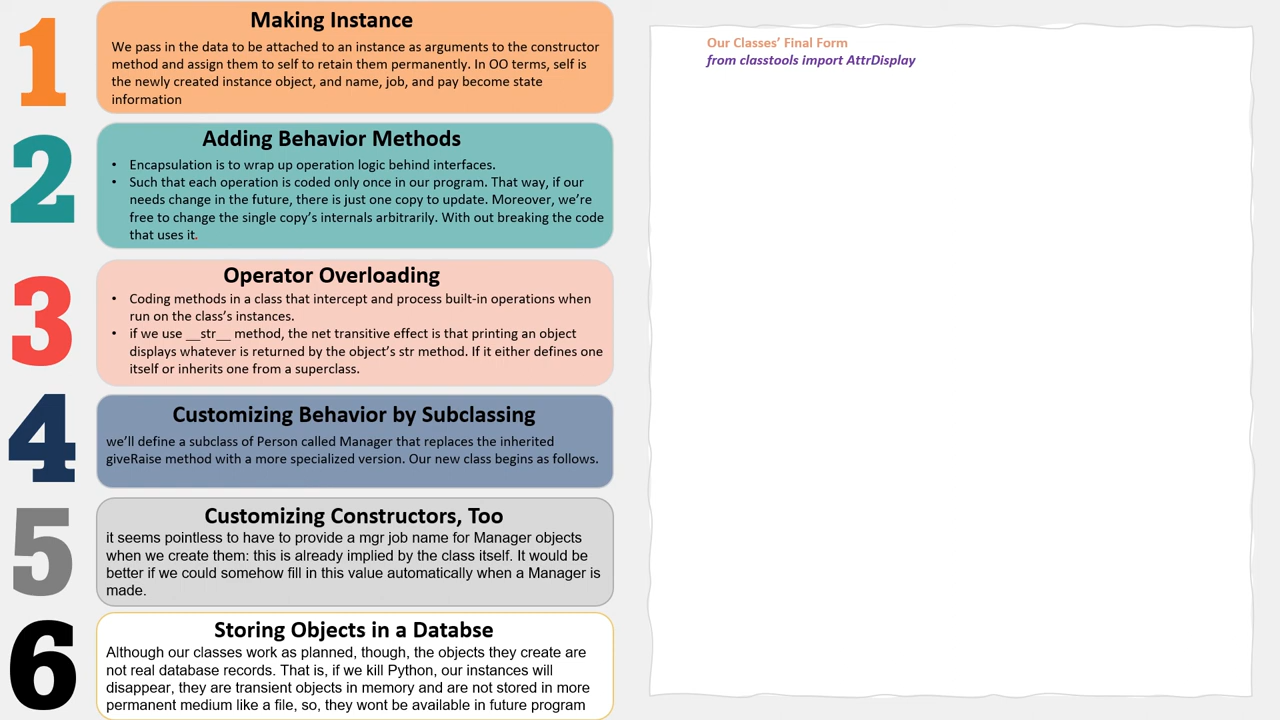 1
Making Instance
We pass in the data to be attached to an instance as arguments to the constructor
method and assign them to self to retain them permanently. In OO terms, self is
the newly created instance object, and name, job, and pay become state
information
2
Adding Behavior Methods
• Encapsulation is to wrap up operation logic behind interfaces.
• Such that each operation is coded only once in our program. That way, if our
needs change in the future, there is just one copy to update. Moreover, we’re
free to change the single copy’s internals arbitrarily. With out breaking the code
that uses it.
3
Operator Overloading
• Coding methods in a class that intercept and process built-in operations when
run on the class’s instances.
• if we use __str__ method, the net transitive effect is that printing an object
displays whatever is returned by the object’s str method. If it either defines one
itself or inherits one from a superclass.
4
Customizing Behavior by Subclassing
we’ll define a subclass of Person called Manager that replaces the inherited
giveRaise method with a more specialized version. Our new class begins as follows.
5
Customizing Constructors, Too
it seems pointless to have to provide a mgr job name for Manager objects
when we create them: this is already implied by the class itself. It would be
better if we could somehow fill in this value automatically when a Manager is
made.
6
Storing Objects in a Databse
Although our classes work as planned, though, the objects they create are
not real database records. That is, if we kill Python, our instances will
disappear, they are transient objects in memory and are not stored in more
permanent medium like a file, so, they wont be available in future program
Our Classes’ Final Form
from classtools import AttrDisplay